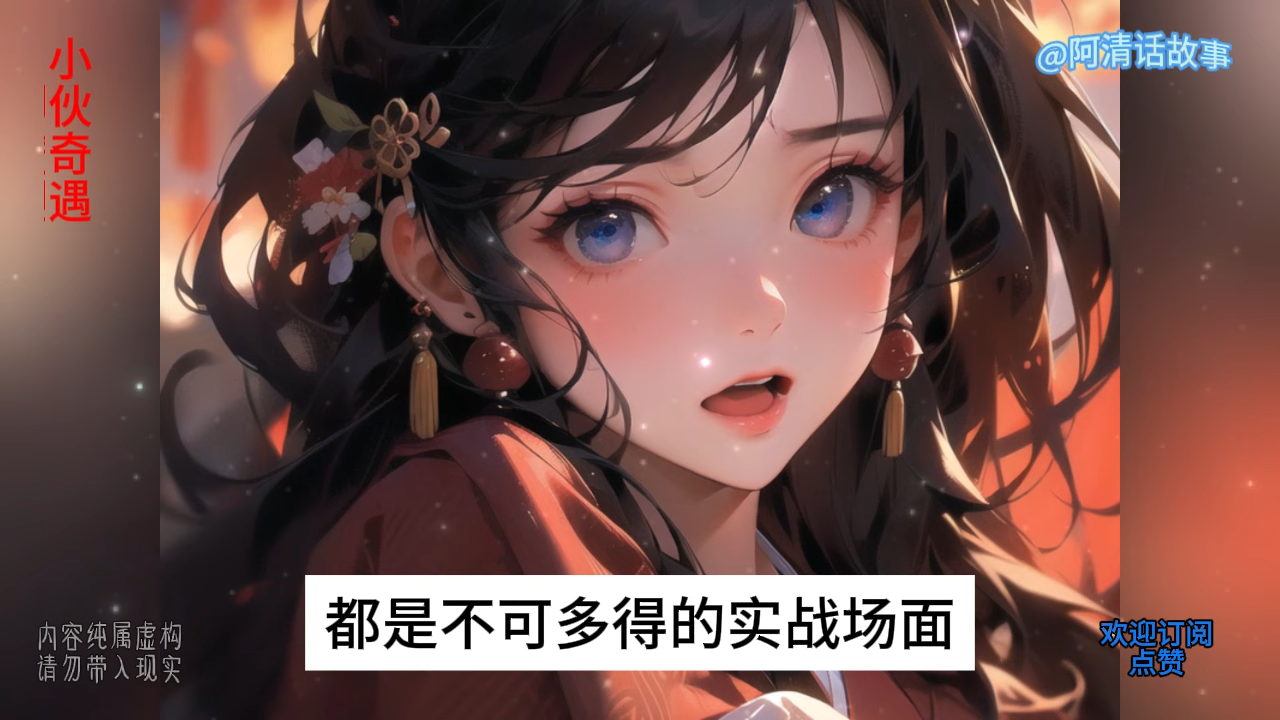 小伙奇遇
@阿清话故事
都是不可多得的实战场面
内容纯属虚构
请勿带入现实
欢迎订阅
点赞